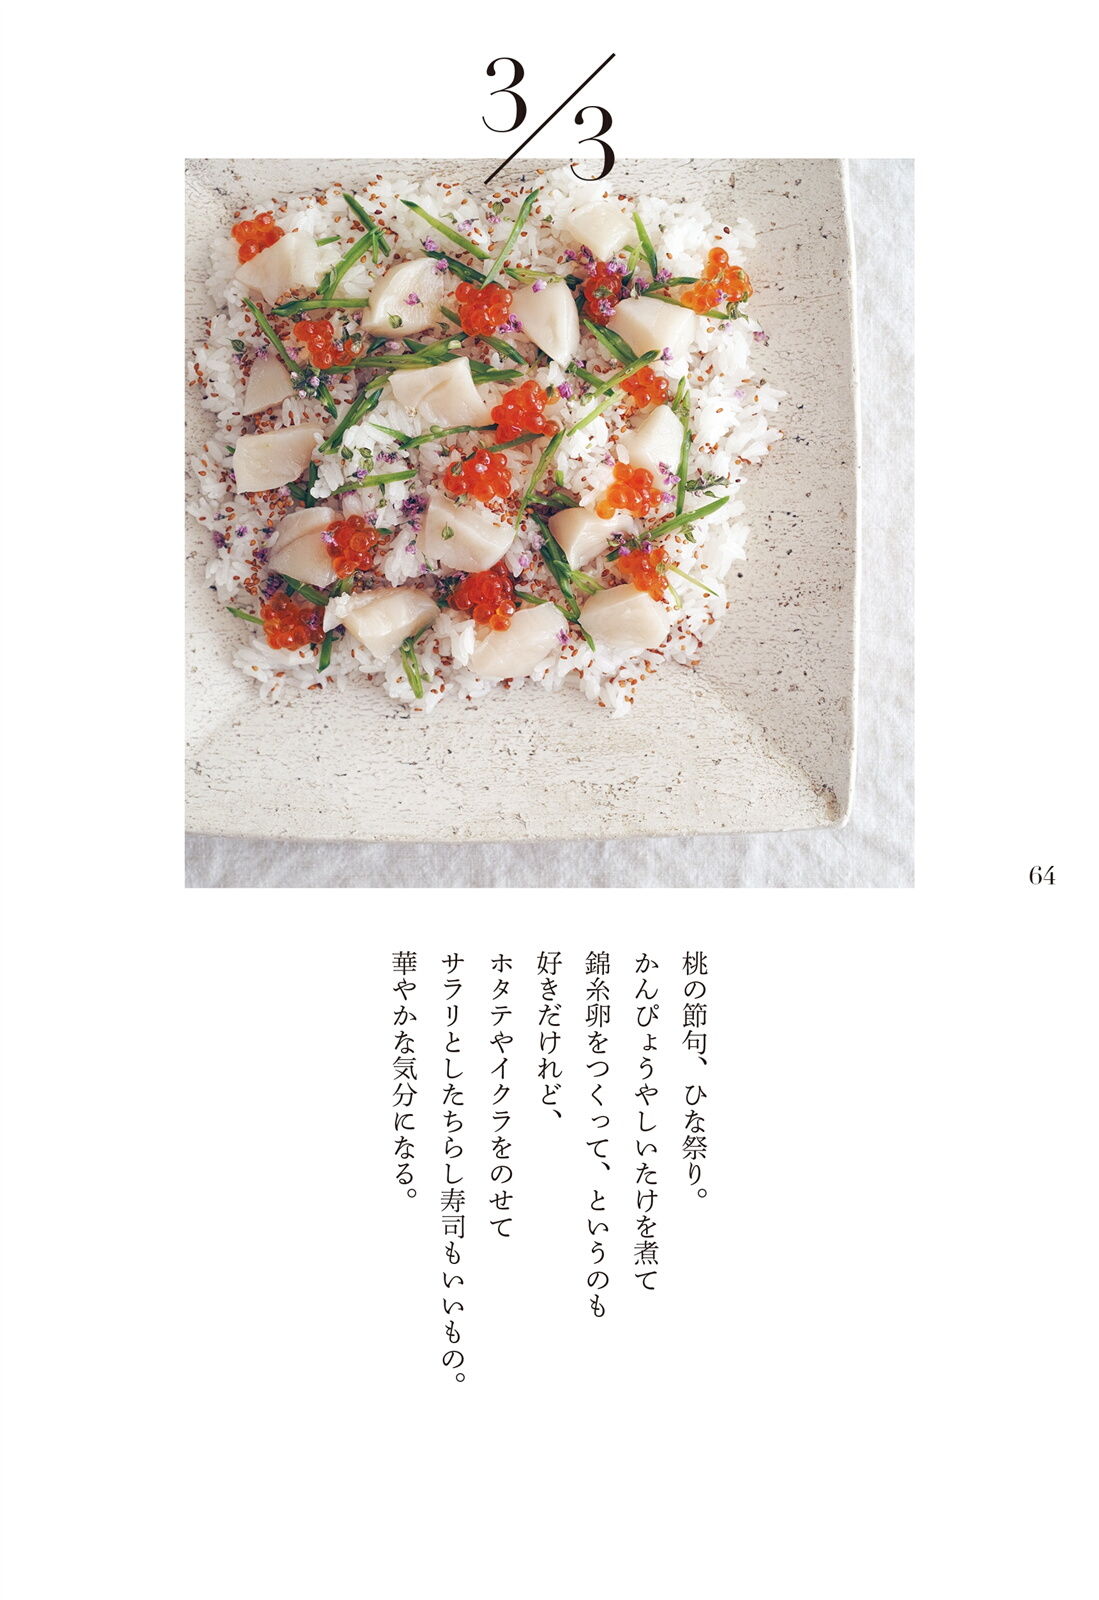 3/3
桃の節句、ひな祭り。
かんぴょうやしいたけを煮て
錦糸卵をつくって、というのも
好きだけれど、
ホタテやイクラをのせて
サラリとしたちらし寿司もいいもの。
華やかな気分になる。
64